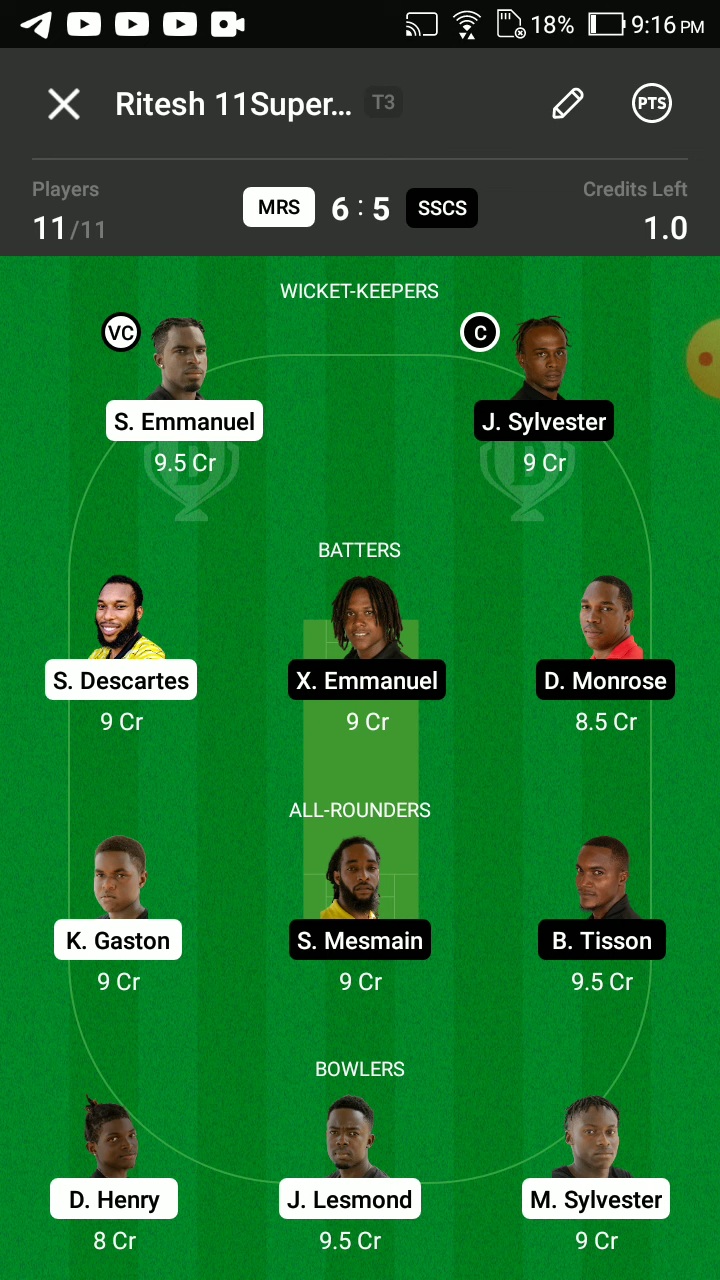 18% 9:16 PM
Ritesh 11Super... T3 PTS
Players Credits Left
11/11 MRS 6 : 5 SSCS 1.0
WICKET-KEEPERS
VC C
S. Emmanuel J. Sylvester
9.5 Cr 9 Cr
BATTERS
S. Descartes X. Emmanuel D. Monrose
9 Cr 9 Cr 8.5 Cr
ALL-ROUNDERS
K. Gaston S. Mesmain B. Tisson
9 Cr 9 Cr 9.5 Cr
BOWLERS
D. Henry J. Lesmond M. Sylvester
8 Cr 9.5 Cr 9 Cr